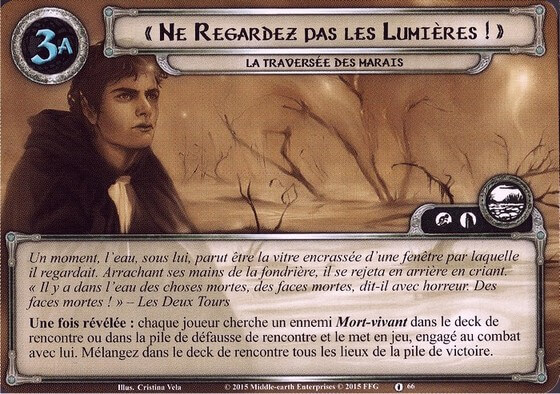 3A
« Ne Regardez pas les Lumières ! »
La Traversée des Marais
Un moment, l'eau, sous lui, parut être la vitre encrassée d'une fenêtre par laquelle
il regardait. Arrachant ses mains de la fondrière, il se rejeta en arrière en criant.
« Il y a dans l'eau des choses mortes, des faces mortes, dit-il avec horreur. Des
faces mortes ! » – Les Deux Tours
Une fois révélée : chaque joueur cherche un ennemi Mort-vivant dans le deck de
rencontre ou dans la pile de défausse de rencontre et le met en jeu, engagé au combat
avec lui. Mélangez dans le deck de rencontre tous les lieux de la pile de victoire.
Illus. Cristina Vela
© 2015 Middle-earth Enterprises © 2015 FFG
66